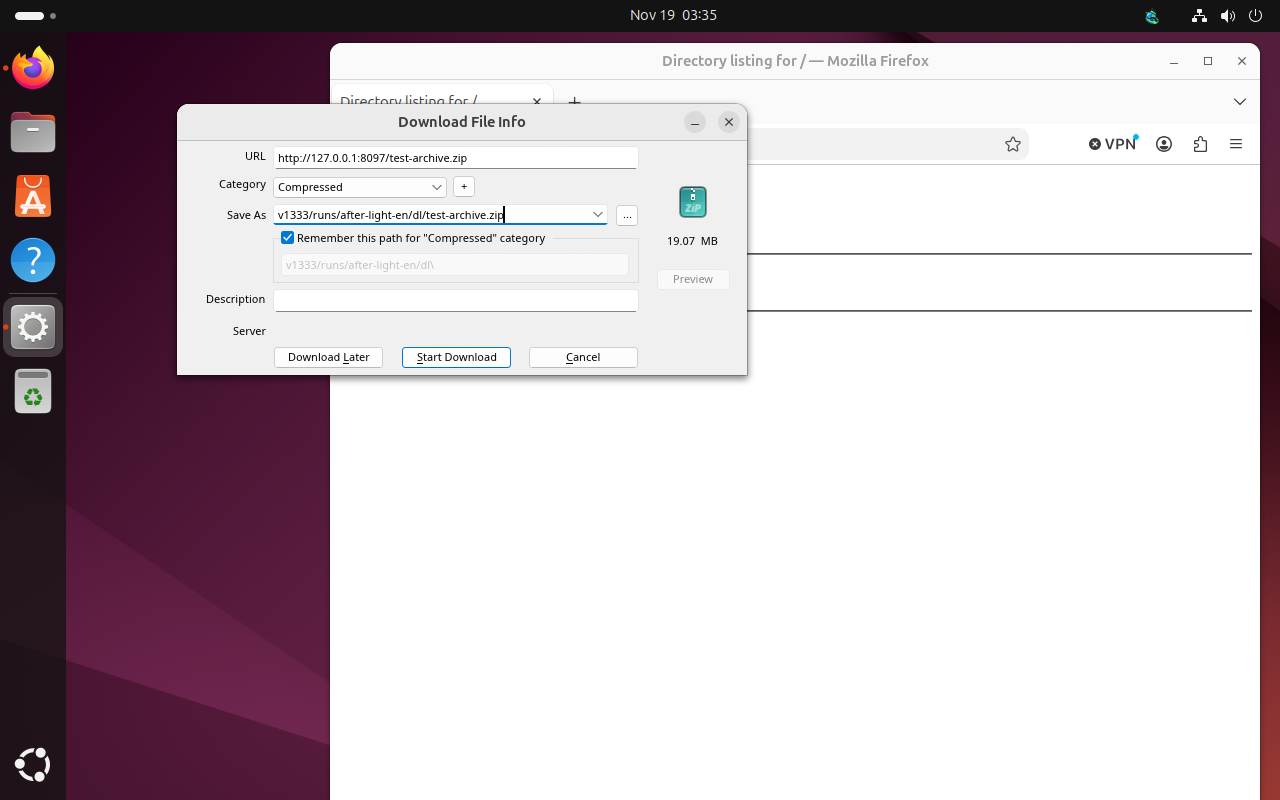 Nov 19 03:35
Directory listing for / — Mozilla Firefox
Directory listing for /
VPN
Download File Info
URL
http://127.0.0.1:8097/test-archive.zip
Category
Compressed
+
Save As
v1333/runs/after-light-en/dl/test-archive.zip
...
ZIP
19.07 MB
Remember this path for "Compressed" category
v1333/runs/after-light-en/dl\
Preview
Description
Server
Download Later
Start Download
Cancel